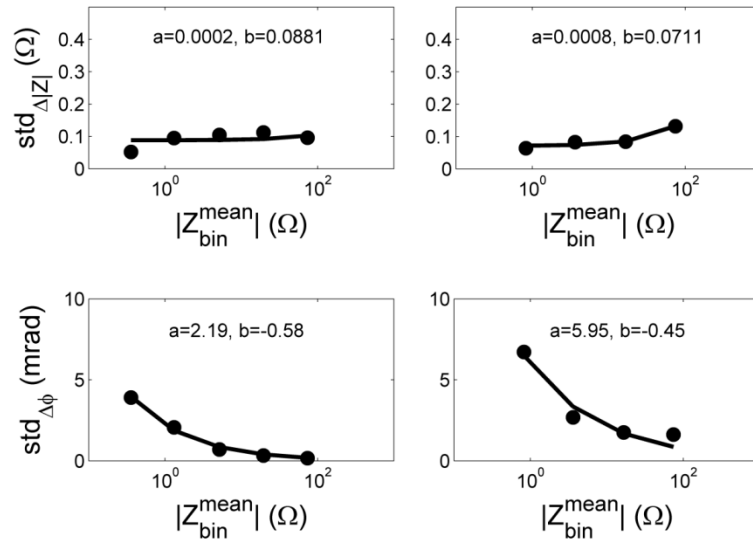 a=0.0002, b=0.0881
std_Δ|Z| (Ω)
0.4
0.3
0.2
0.1
0
10^0
10^2
|Z_bin^mean| (Ω)
a=0.0008, b=0.0711
0.4
0.3
0.2
0.1
0
10^0
10^2
|Z_bin^mean| (Ω)
a=2.19, b=-0.58
std_Δϕ (mrad)
10
5
0
10^0
10^2
|Z_bin^mean| (Ω)
a=5.95, b=-0.45
10
5
0
10^0
10^2
|Z_bin^mean| (Ω)